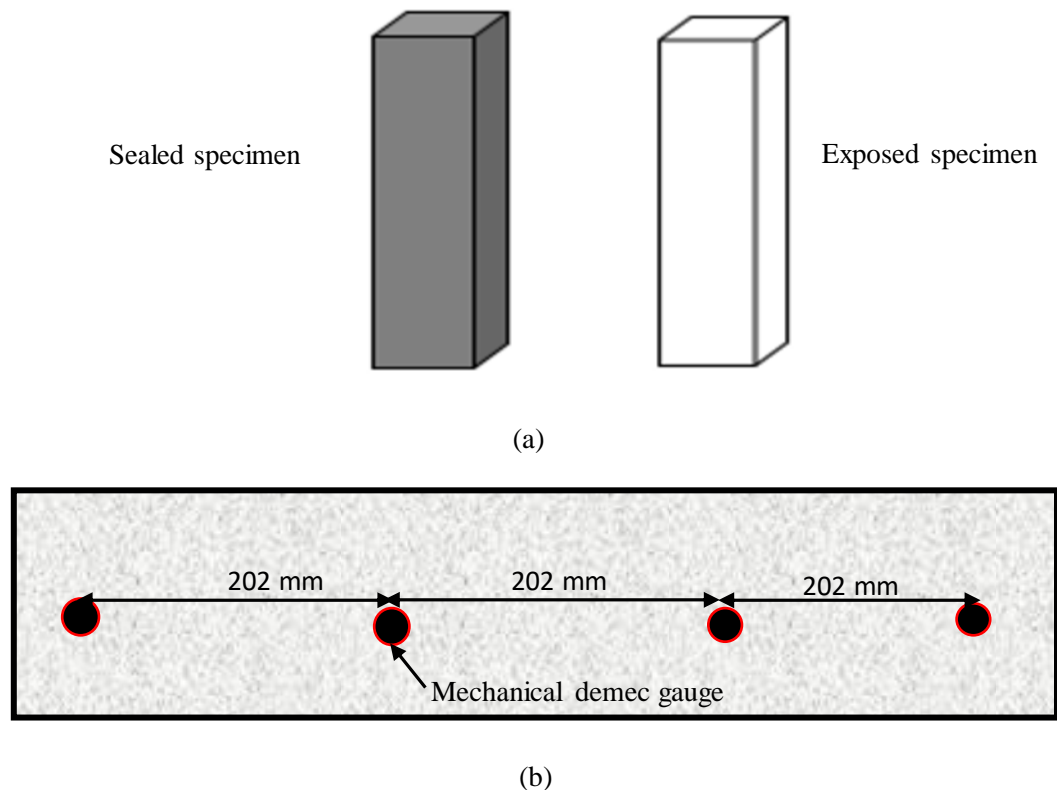 Sealed specimen
Exposed specimen
(a)
202 mm
202 mm
202 mm
Mechanical demec gauge
(b)